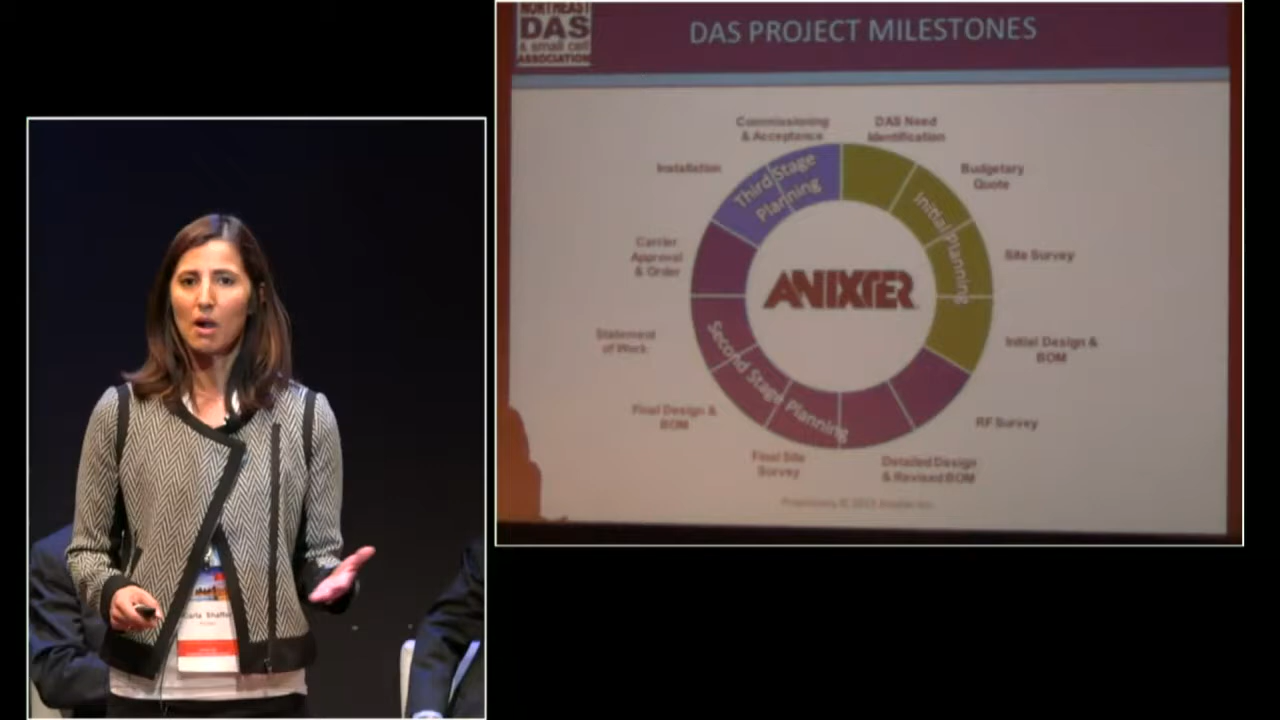 NORTHEAST
DAS
& small cell
ASSOCIATION
DAS PROJECT MILESTONES
Commissioning
& Acceptance
DAS Need
Identification
Installation
Budgetary
Quote
Third Stage
Planning
Initial Planning
Carrier
Approval
& Order
Site Survey
ANIXTER
Statement
of Work
Initial Design &
BOM
Second Stage Planning
Final Design &
BOM
RF Survey
Final Site
Survey
Detailed Design
& Revised BOM
Carla Shaffer